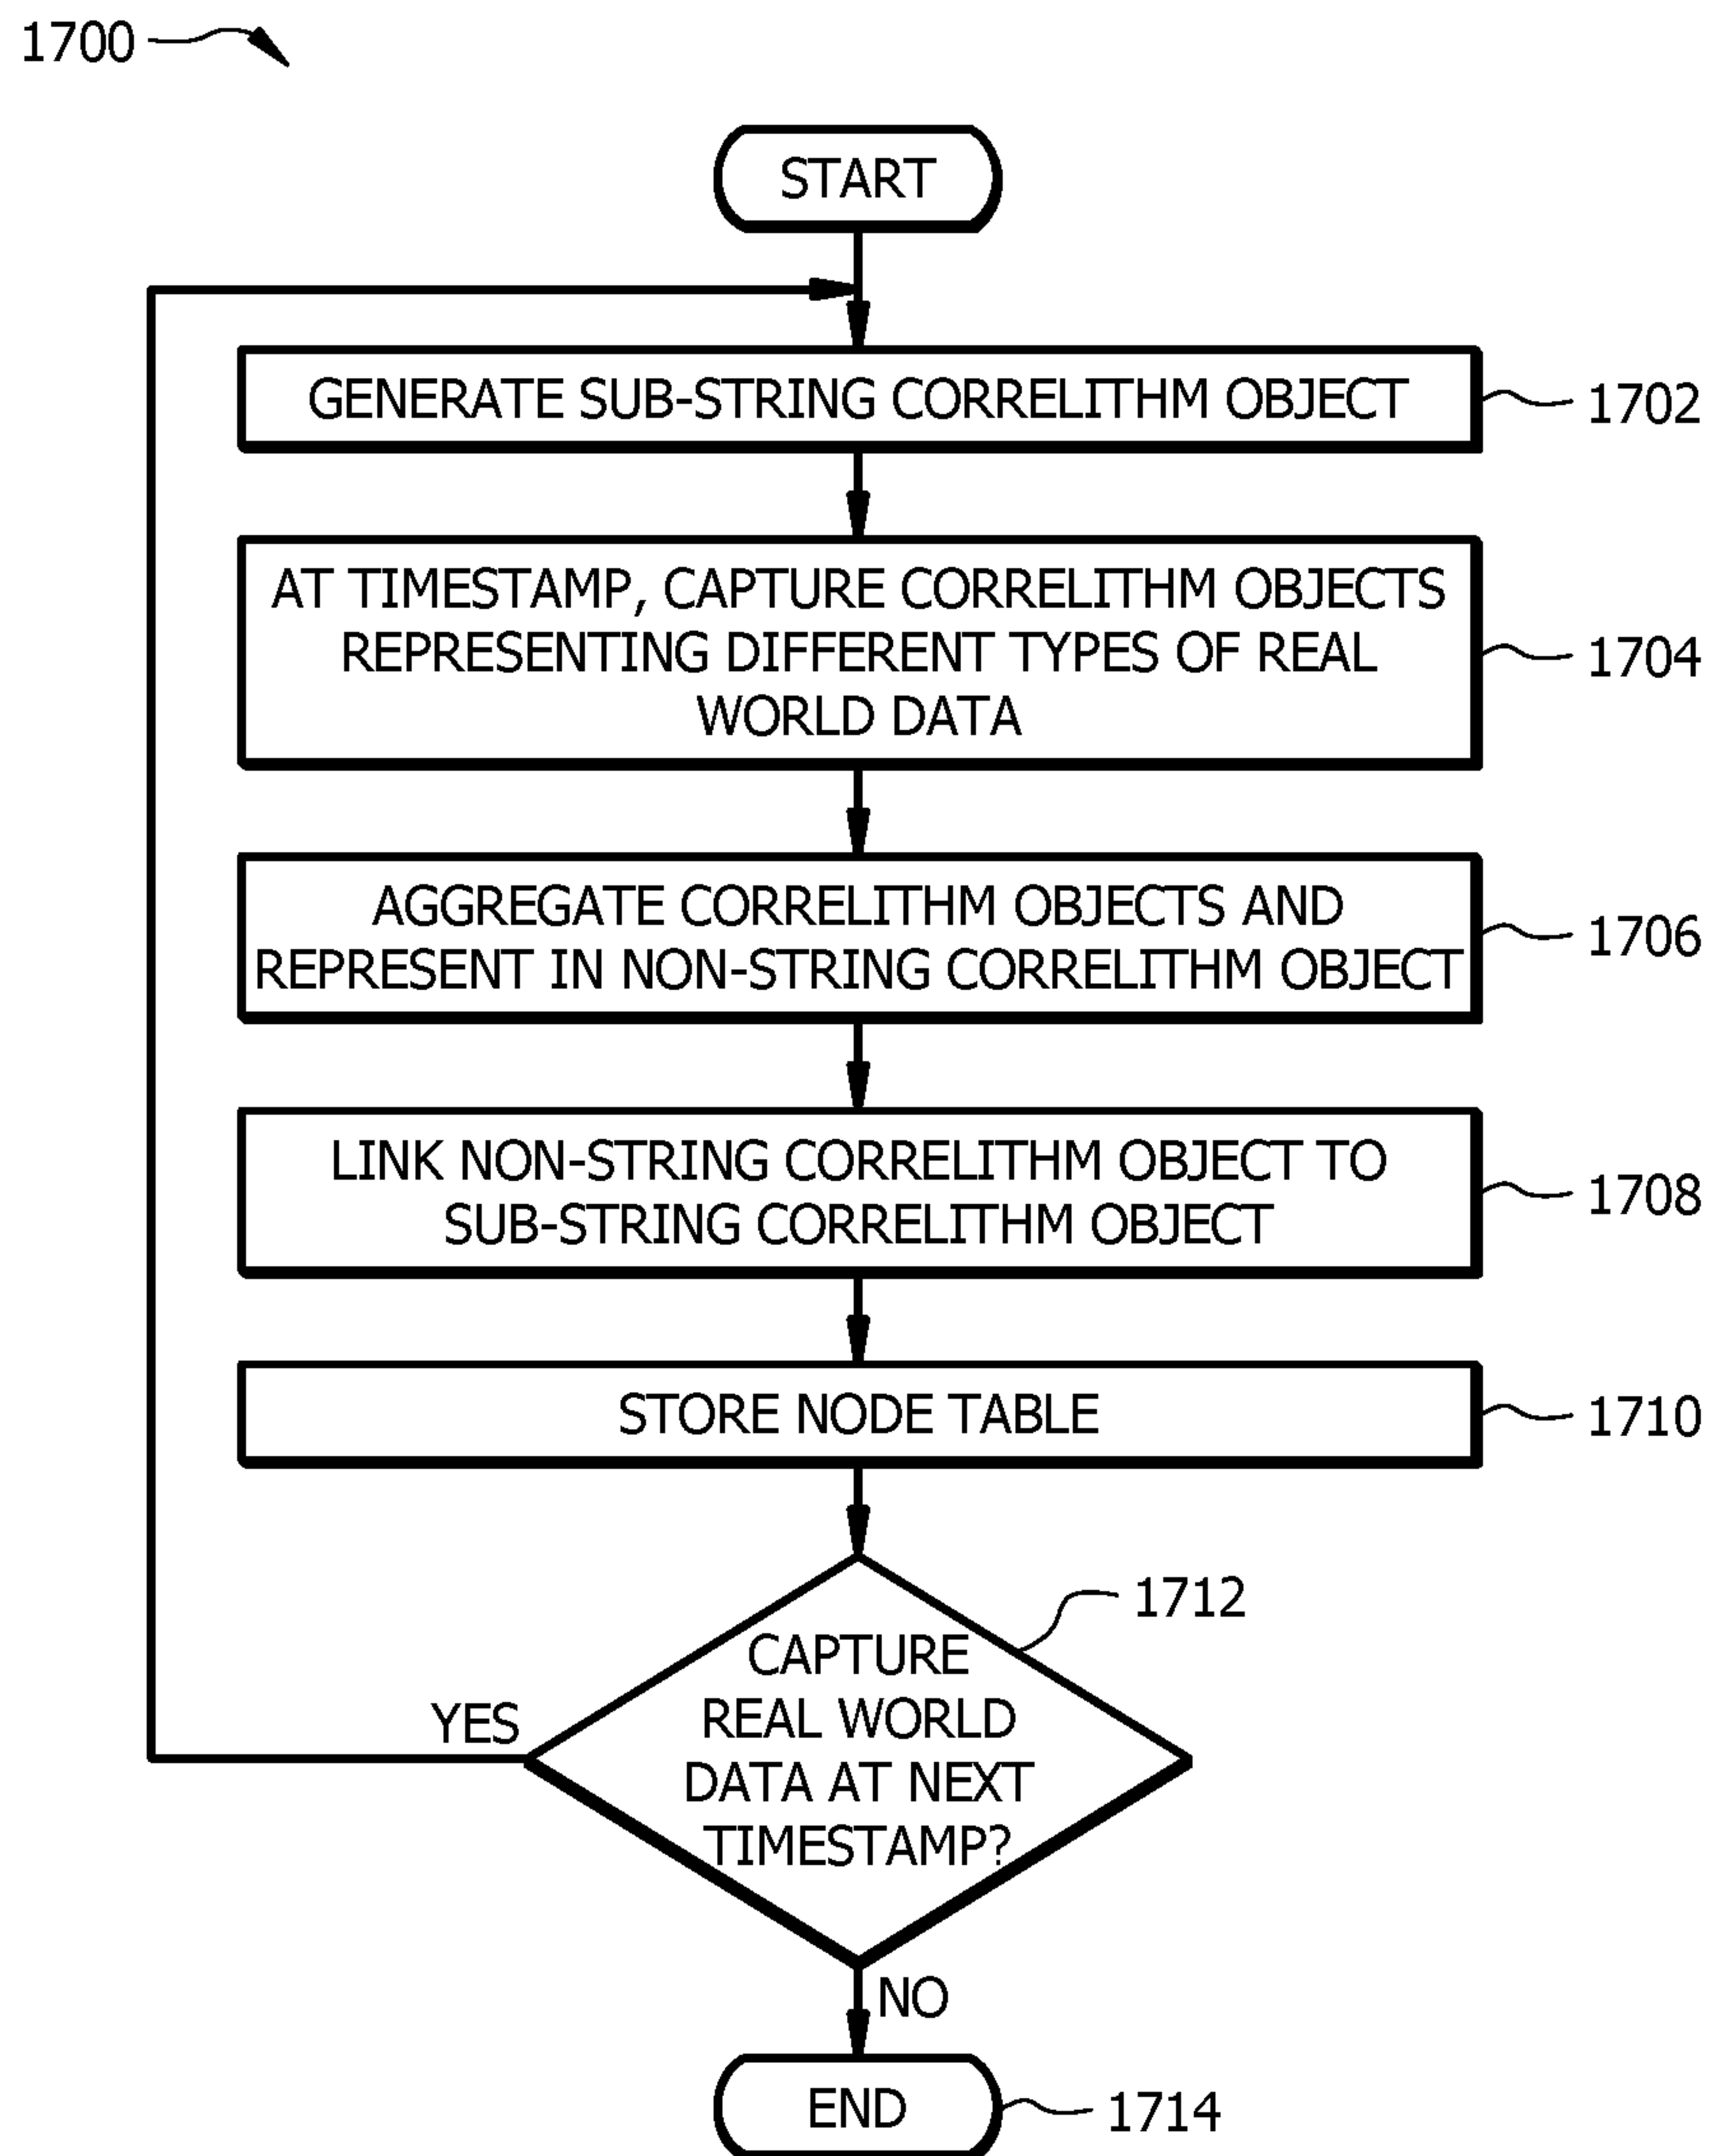 1700
START
GENERATE SUB-STRING CORRELITHM OBJECT
1702
AT TIMESTAMP, CAPTURE CORRELITHM OBJECTS
REPRESENTING DIFFERENT TYPES OF REAL
WORLD DATA
1704
AGGREGATE CORRELITHM OBJECTS AND
REPRESENT IN NON-STRING CORRELITHM OBJECT
1706
LINK NON-STRING CORRELITHM OBJECT TO
SUB-STRING CORRELITHM OBJECT
1708
STORE NODE TABLE
1710
1712
CAPTURE
REAL WORLD
DATA AT NEXT
TIMESTAMP?
YES
NO
END
1714